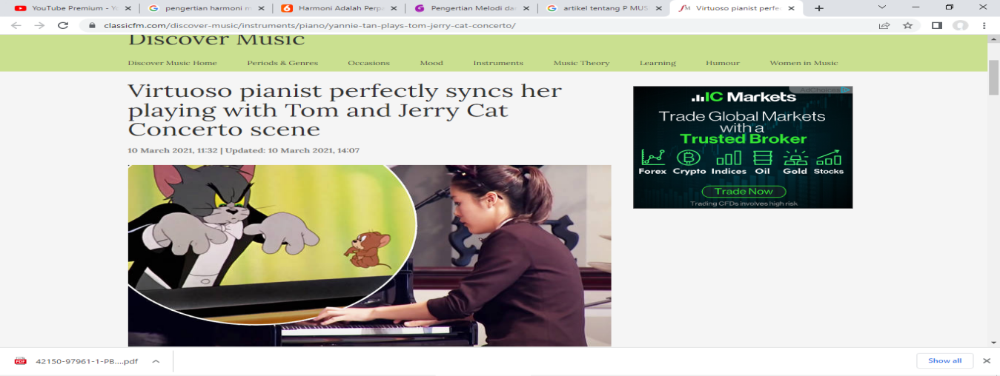 YouTube Premium - Yo
pengertian harmoni m
Harmoni Adalah Perpa
Pengertian Melodi da
artikel tentang P MUS
Virtuoso pianist perfe
classicfm.com/discover-music/instruments/piano/yannie-tan-plays-tom-jerry-cat-concerto/
Discover Music
Discover Music Home Periods & Genres Occasions Mood Instruments Music Theory Learning Humour Women in Music
Virtuoso pianist perfectly syncs her
playing with Tom and Jerry Cat
Concerto scene
10 March 2021, 11:32 | Updated: 10 March 2021, 14:07
AdChoices
IC Markets
Trade Global Markets
with a
Trusted Broker
Forex Crypto Indices Oil Gold Stocks
Trade Now
Trading CFDs involves high risk
PDF
42150-97961-1-PB....pdf
Show all